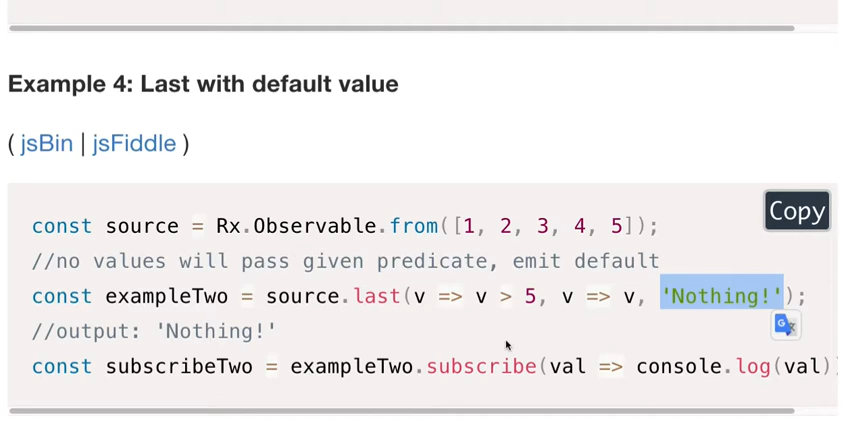 Example 4: Last with default value
( jsBin | jsFiddle )
Copy
const source = Rx.Observable.from([1, 2, 3, 4, 5]);
//no values will pass given predicate, emit default
const exampleTwo = source.last(v => v > 5, v => v, 'Nothing!');
//output: 'Nothing!'
const subscribeTwo = exampleTwo.subscribe(val => console.log(val)